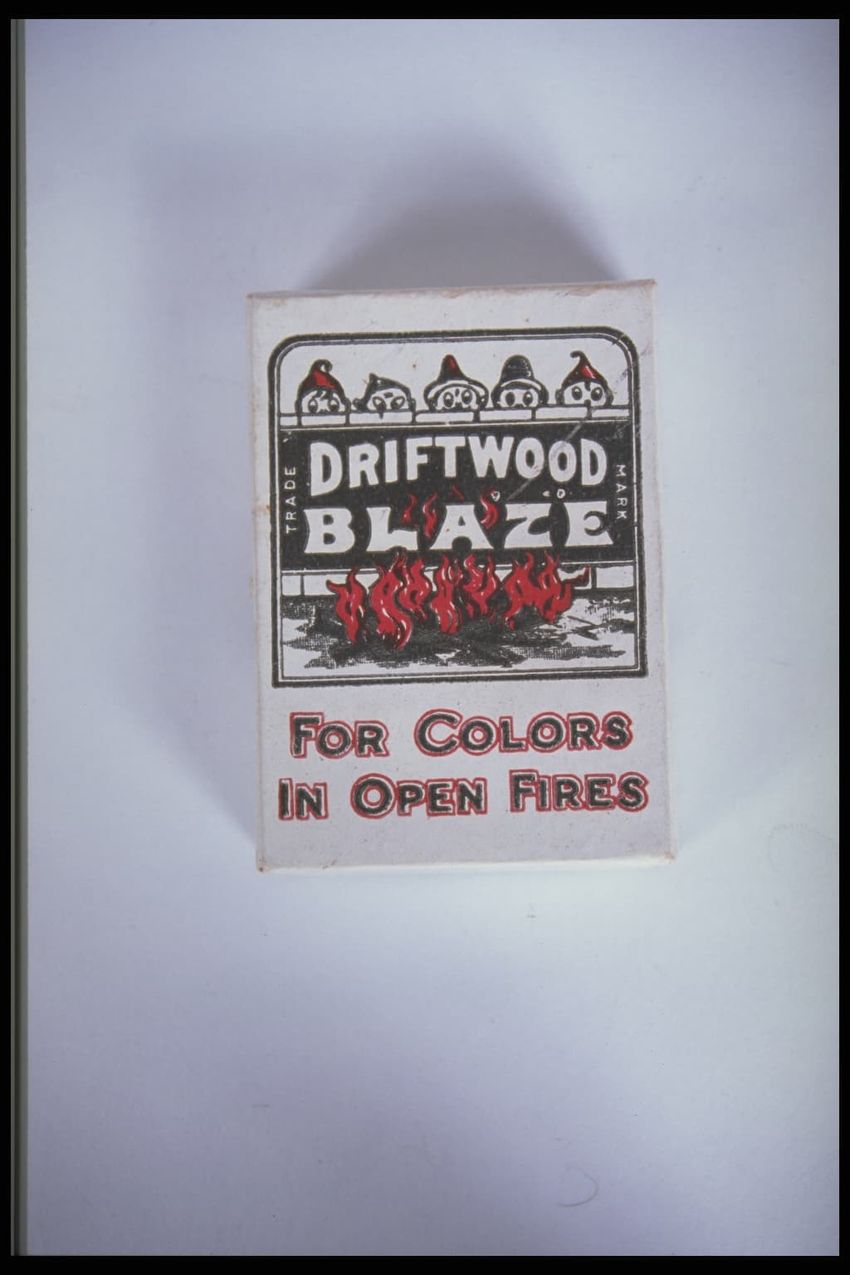 DRIFTWOOD
BLAZE
TRADE
MARK
FOR COLORS
IN OPEN FIRES